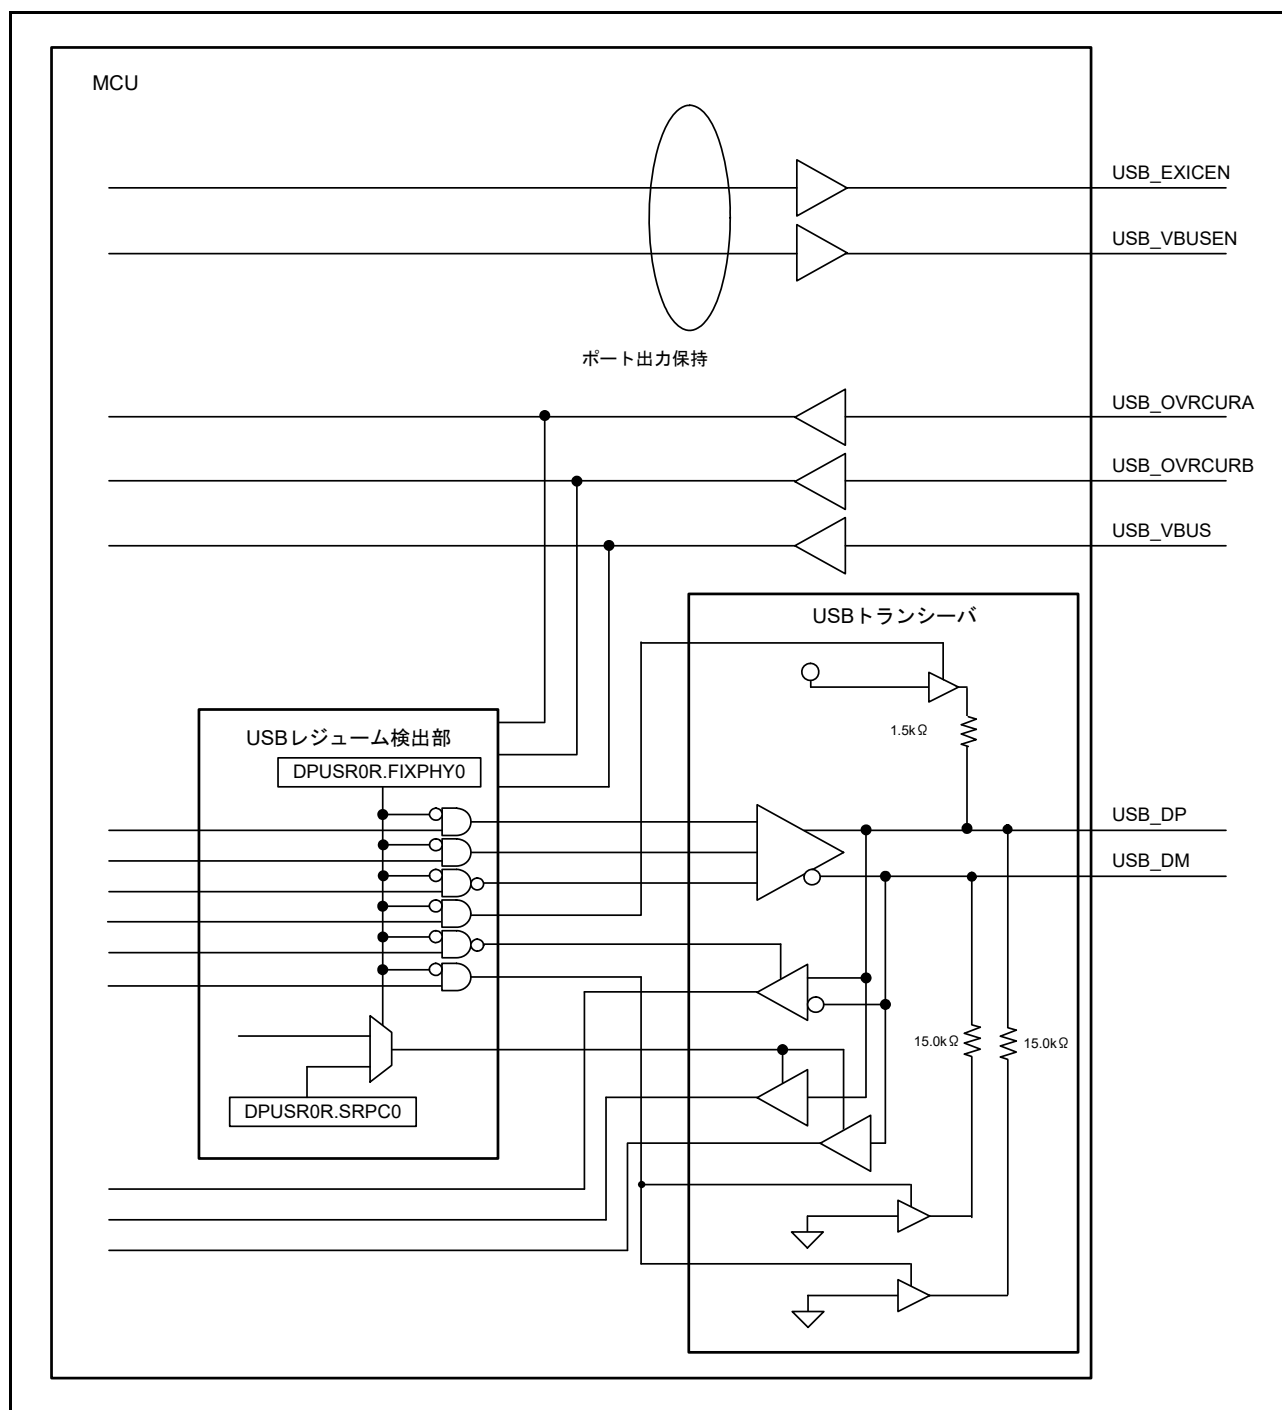 MCU
USB_EXICEN
USB_VBUSEN
ポート出力保持
USB_OVRCURA
USB_OVRCURB
USB_VBUS
USBトランシーバ
1.5kΩ
USBレジューム検出部
DPUSR0R.FIXPHY0
USB_DP
USB_DM
15.0kΩ
15.0kΩ
DPUSR0R.SRPC0